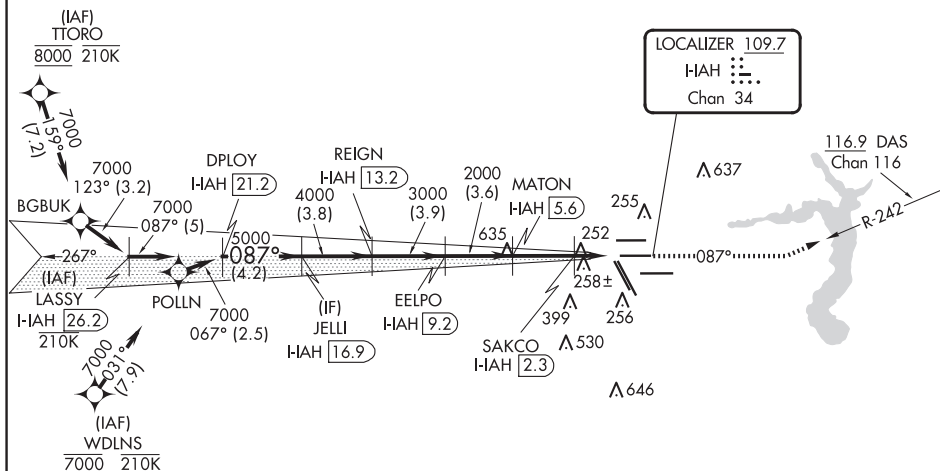 (IAF)
TTORO
8000 210K
7000
159°
(7.2)
BGBUK
7000
123° (3.2)
7000
087° (5)
267°
(IAF)
LASSY
I-IAH 26.2
210K
POLLN
7000
067° (2.5)
7000
031°
(7.9)
(IAF)
WDLNS
7000 210K
DPLOY
I-IAH 21.2
5000
087°
(4.2)
4000
(3.8)
(IF)
JELLI
I-IAH 16.9
REIGN
I-IAH 13.2
3000
(3.9)
EELPO
I-IAH 9.2
2000
(3.6)
MATON
I-IAH 5.6
635
SAKCO
I-IAH 2.3
252
255
258±
256
399
530
646
637
LOCALIZER 109.7
I-IAH
Chan 34
087°
116.9 DAS
Chan 116
R-242